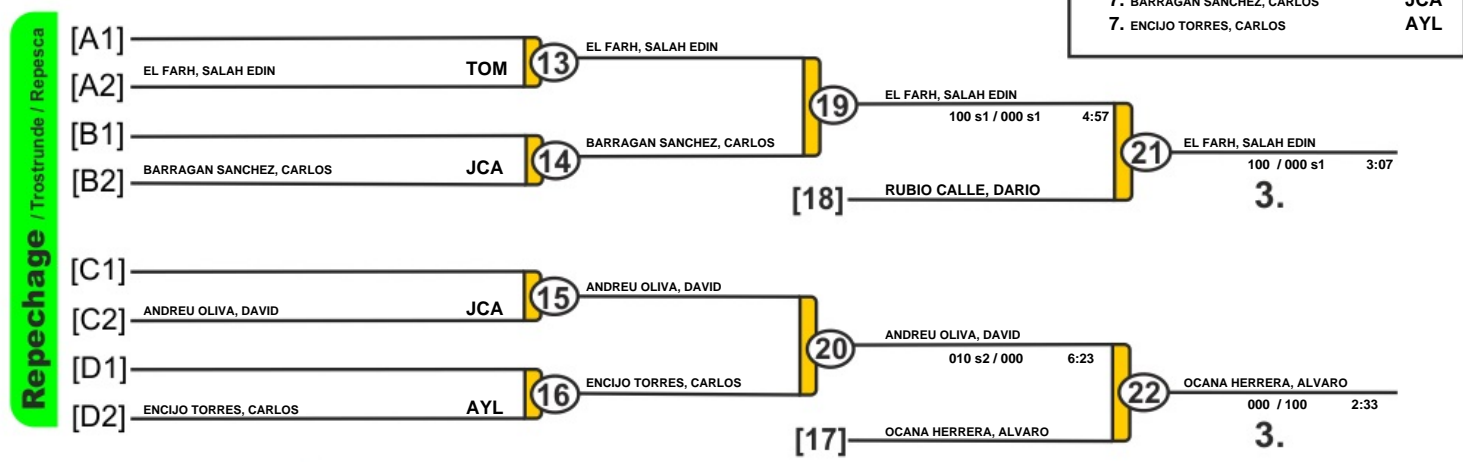 7. BARRAGAN SANCHEZ, CARLOS JCA
7. ENCIJO TORRES, CARLOS AYL
Repechage / Trostrunde / Repesca
[A1]
EL FARH, SALAH EDIN TOM
[A2]
13
EL FARH, SALAH EDIN
[B1]
BARRAGAN SANCHEZ, CARLOS JCA
[B2]
14
BARRAGAN SANCHEZ, CARLOS
19
EL FARH, SALAH EDIN
100 s1 / 000 s1 4:57
[18] RUBIO CALLE, DARIO
21
EL FARH, SALAH EDIN
100 / 000 s1 3:07
3.
[C1]
ANDREU OLIVA, DAVID JCA
[C2]
15
ANDREU OLIVA, DAVID
[D1]
ENCIJO TORRES, CARLOS AYL
[D2]
16
ENCIJO TORRES, CARLOS
20
ANDREU OLIVA, DAVID
010 s2 / 000 6:23
[17] OCANA HERRERA, ALVARO
22
OCANA HERRERA, ALVARO
000 / 100 2:33
3.